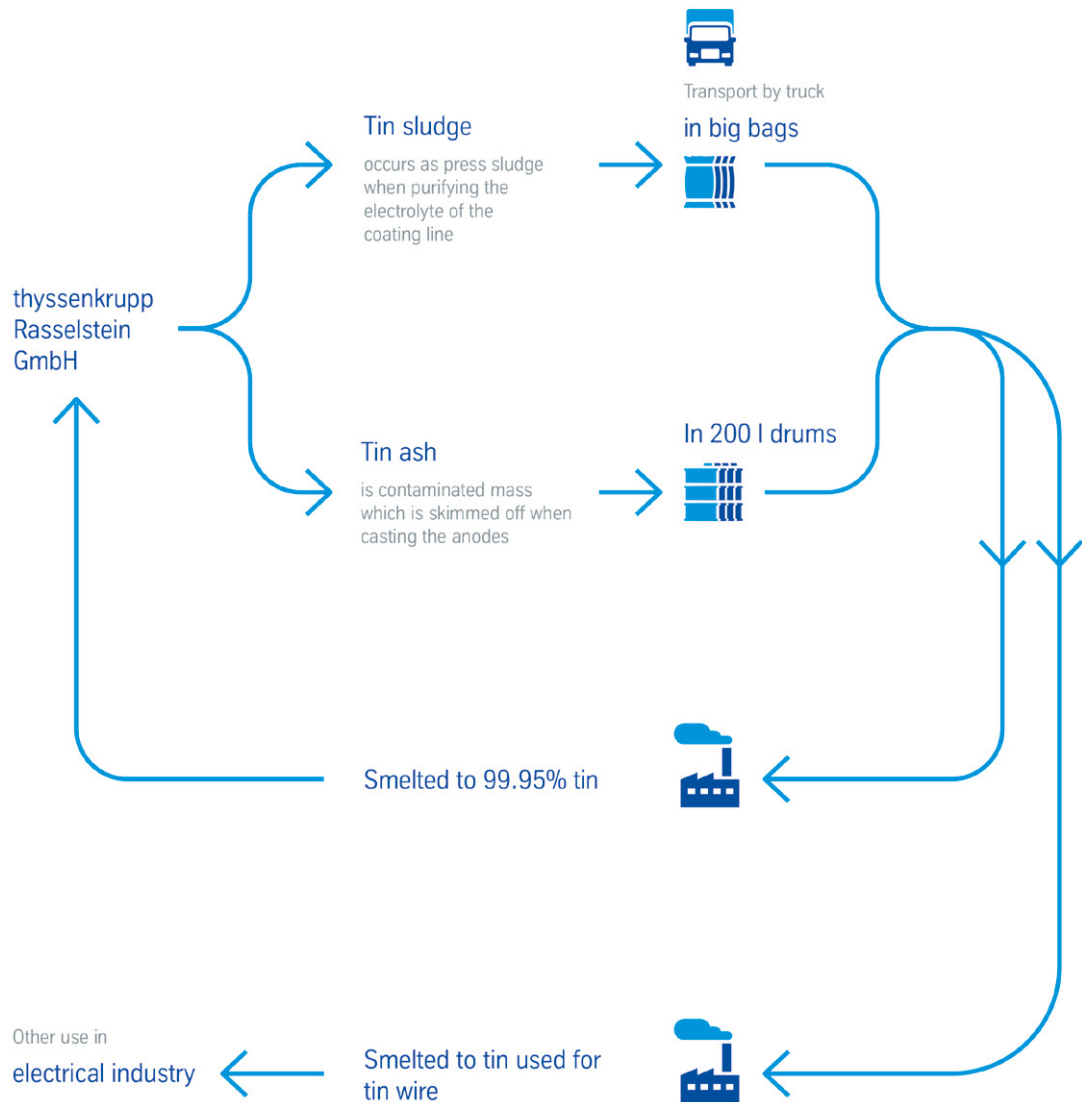 Transport by truck
in big bags
Tin sludge
occurs as press sludge
when purifying the
electrolyte of the
coating line
thyssenkrupp
Rasselstein
GmbH
In 200 l drums
Tin ash
is contaminated mass
which is skimmed off when
casting the anodes
Smelted to 99.95% tin
Other use in
electrical industry
Smelted to tin used for
tin wire